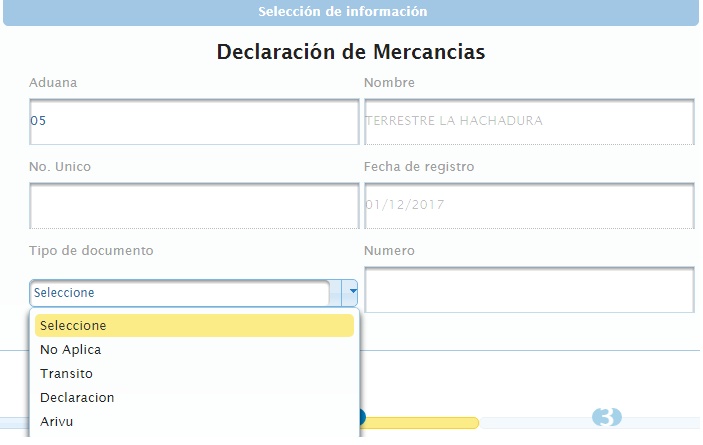 Selección de información
Declaración de Mercancias
Aduana
Nombre
05
TERRESTRE LA HACHADURA
No. Unico
Fecha de registro
01/12/2017
Tipo de documento
Numero
Seleccione
Seleccione
No Aplica
Transito
Declaracion
Arivu
3